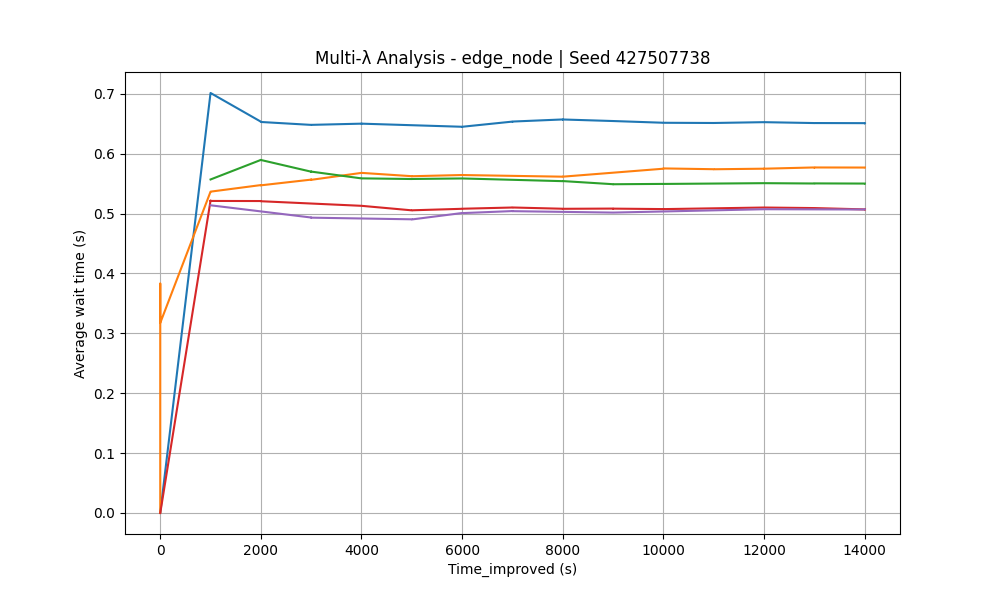 Multi-λ Analysis - edge_node | Seed 427507738
Average wait time (s)
0.7
0.6
0.5
0.4
0.3
0.2
0.1
0.0
0 2000 4000 6000 8000 10000 12000 14000
Time_improved (s)